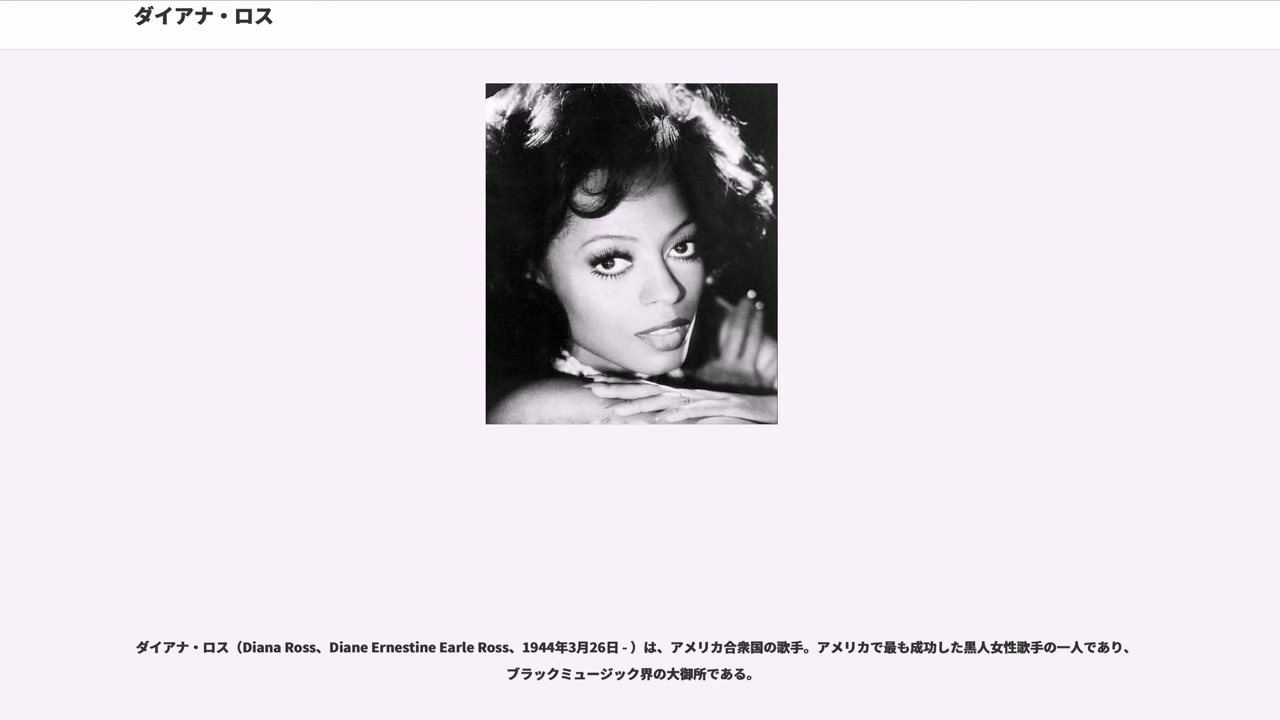 ダイアナ・ロス
ダイアナ・ロス（Diana Ross、Diane Ernestine Earle Ross、1944年3月26日 - ）は、アメリカ合衆国の歌手。アメリカで最も成功した黒人女性歌手の一人であり、
ブラックミュージック界の大御所である。